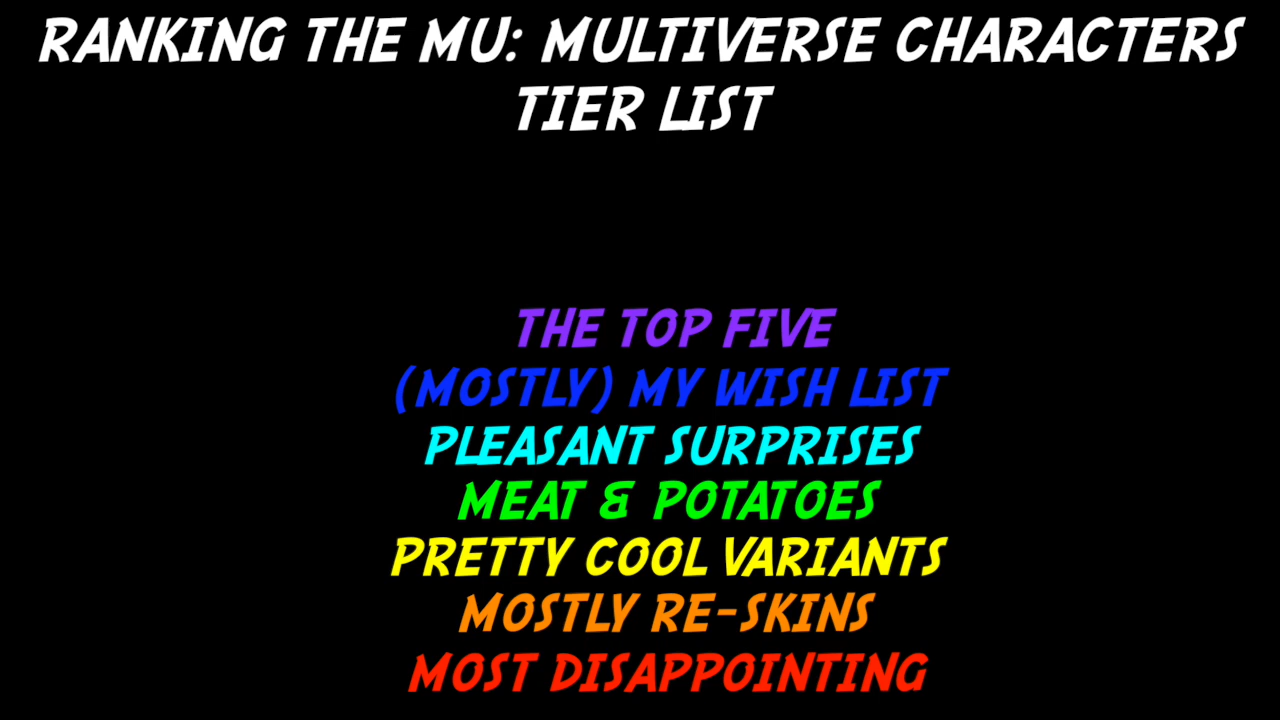 RANKING THE MU: MULTIVERSE CHARACTERS
TIER LIST
THE TOP FIVE
(MOSTLY) MY WISH LIST
PLEASANT SURPRISES
MEAT & POTATOES
PRETTY COOL VARIANTS
MOSTLY RE-SKINS
MOST DISAPPOINTING